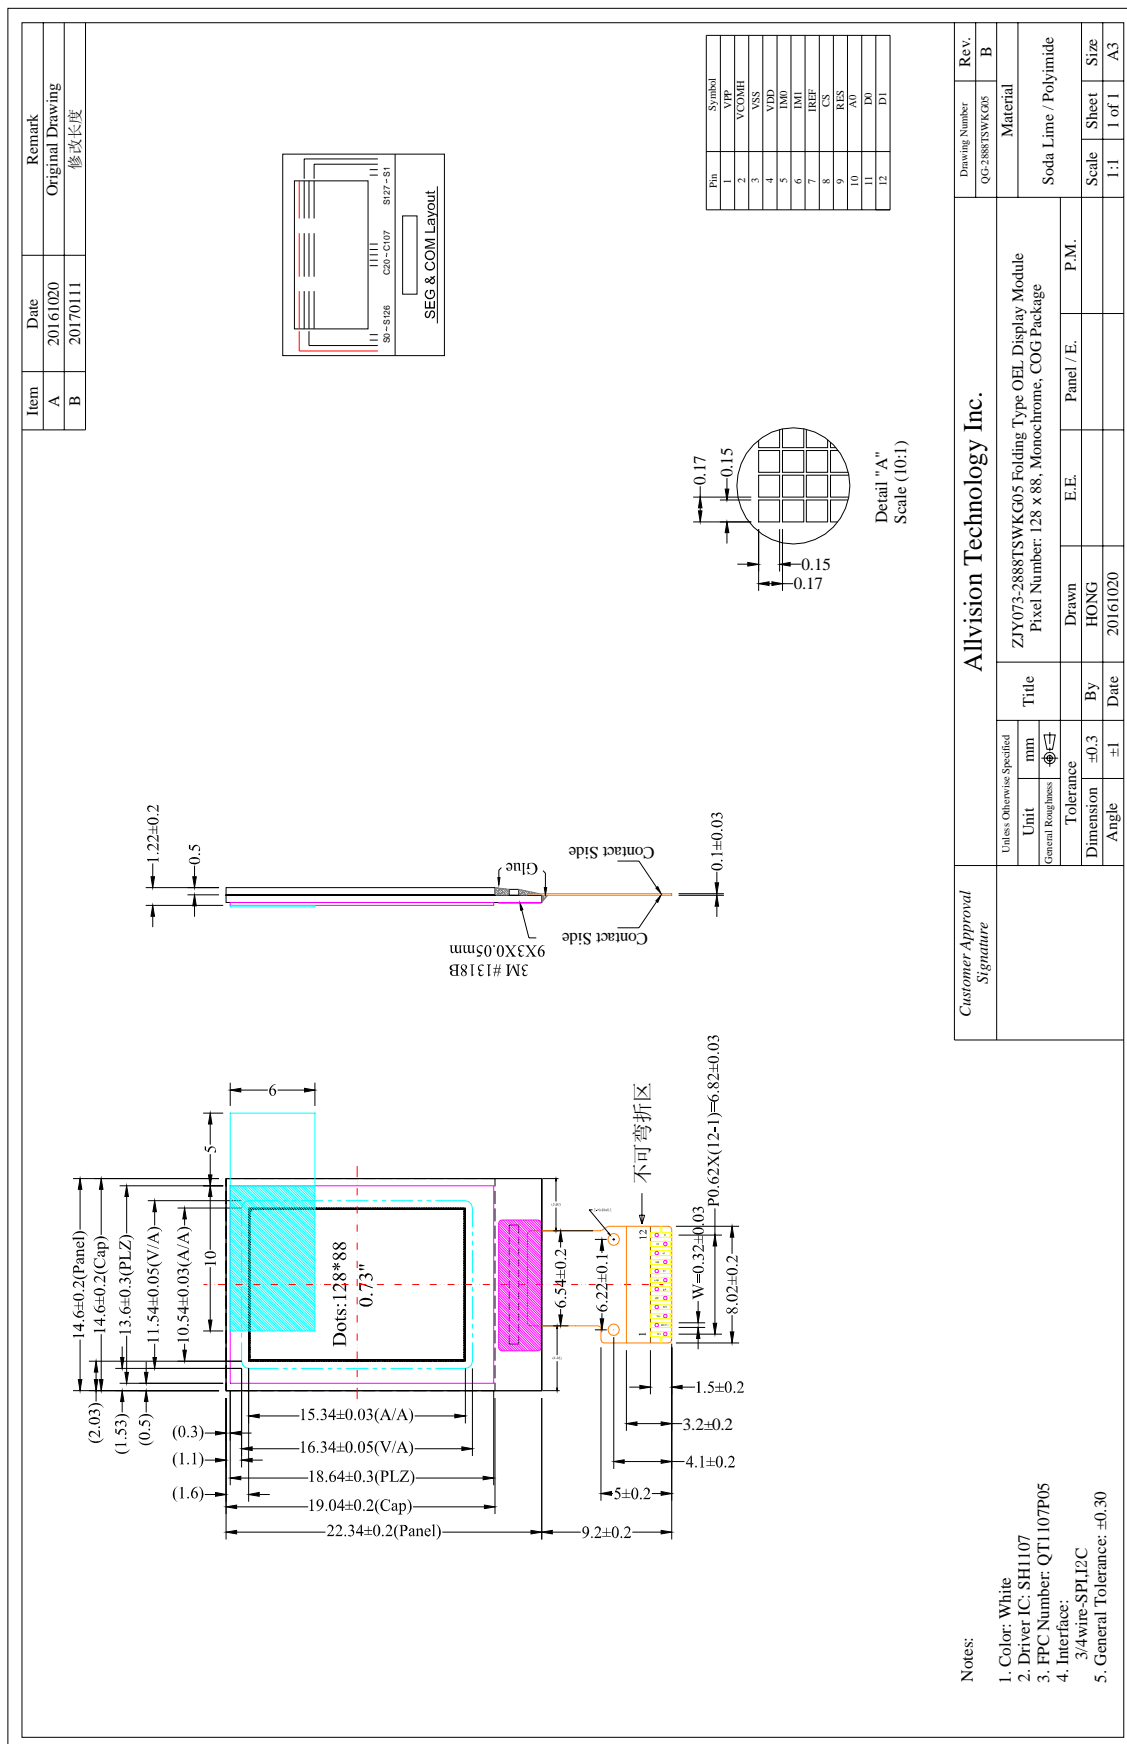 Item Date Remark
A 20161020 Original Drawing
B 20170111 修改长度
S0~S126 C20~C107 S127~S1
SEG & COM Layout
Pin Symbol
1 VPP
2 VCOMH
3 VSS
4 VDD
5 IM0
6 IM1
7 IREF
8 CS
9 RES
10 A0
11 D0
12 D1
0.17
0.15
0.15
0.17
Detail "A"
Scale (10:1)
1.22±0.2
0.5
Glue
Contact Side
Contact Side
0.1±0.03
3M #1318B
9X3X0.05mm
14.6±0.2(Panel)
14.6±0.2(Cap)
13.6±0.3(PLZ)
11.54±0.05(V/A)
10.54±0.03(A/A)
10
5
6
(2.03)
(1.53)
(0.5)
(0.3)
(1.1)
(1.6)
Dots:128*88
0.73"
15.34±0.03(A/A)
16.34±0.05(V/A)
18.64±0.3(PLZ)
19.04±0.2(Cap)
22.34±0.2(Panel)
6.54±0.2
6.22±0.1
1
12
不可弯折区
P0.62X(12-1)=6.82±0.03
W=0.32±0.03
8.02±0.2
1.5±0.2
3.2±0.2
4.1±0.2
5±0.2
9.2±0.2
Notes:
1. Color: White
2. Driver IC: SH1107
3. FPC Number: QT1107P05
4. Interface:
3/4wire-SPI,I2C
5. General Tolerance: ±0.30
Customer Approval
Signature
Allvision Technology Inc.
Drawing Number Rev.
QG-2888TSWKG05 B
Unless Otherwise Specified
Unit mm
General Roughness
Tolerance
Dimension ±0.3
Angle ±1
Title
ZJY073-2888TSWKG05 Folding Type OEL Display Module
Pixel Number: 128 x 88, Monochrome, COG Package
Material
Soda Lime / Polyimide
Drawn E.E. Panel / E. P.M.
By HONG
Date 20161020
Scale Sheet Size
1:1 1 of 1 A3